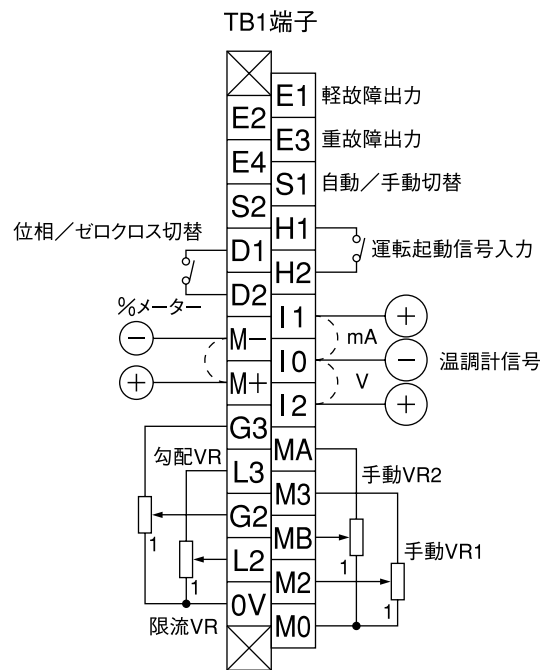 TB1端子
E1 軽故障出力
E2
E3 重故障出力
E4
S1 自動／手動切替
S2
H1
位相／ゼロクロス切替
D1
運転起動信号入力
H2
D2
I1
%メーター
mA
M−
I0 温調計信号
M+
V
I2
G3
MA
勾配VR
L3
手動VR2
M3
G2
MB
1
手動VR1
L2
1
M2
1
1
0V
限流VR
M0